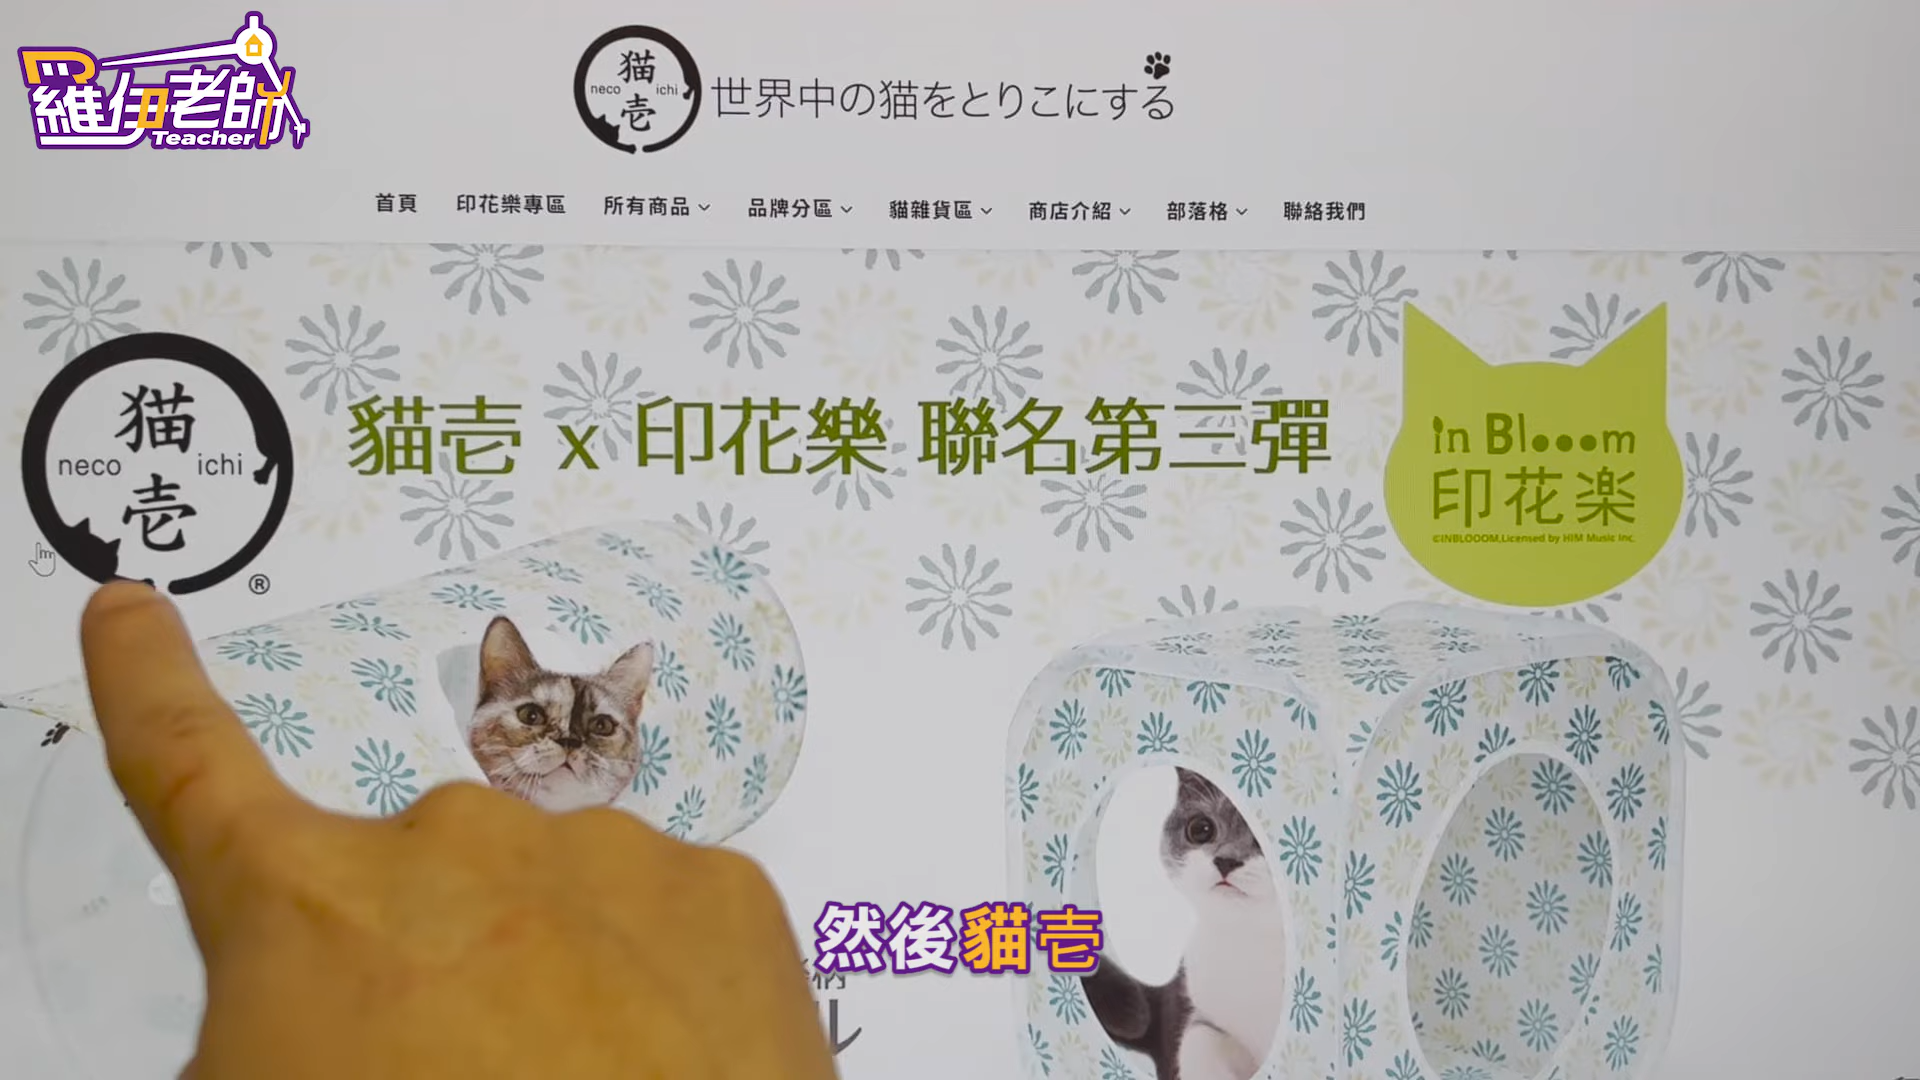 羅伊老師
Teacher
猫壱
neco ichi
世界中の猫をとりこにする
首頁 印花樂專區 所有商品 品牌分區 貓雜貨區 商店介紹 部落格 聯絡我們
猫壱
neco ichi
®
貓壱 x 印花樂 聯名第三彈
in Blooom
印花楽
©INBLOOOM,Licensed by HIM Music Inc.
然後貓壱